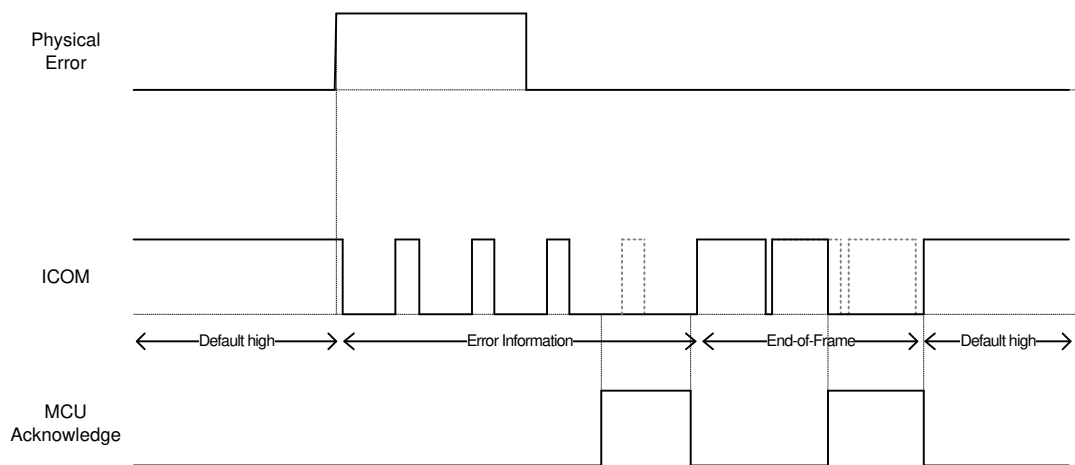 Physical
Error
ICOM
Default high
Error Information
End-of-Frame
Default high
MCU
Acknowledge